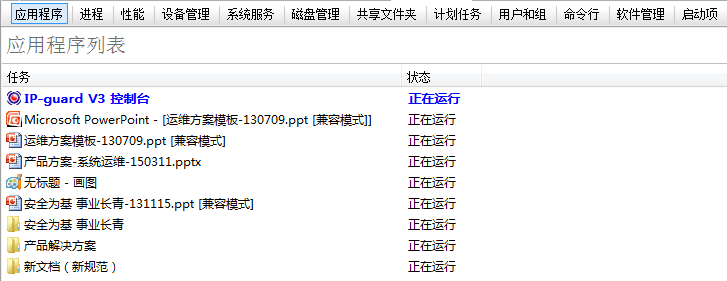 应用程序 进程 性能 设备管理 系统服务 磁盘管理 共享文件夹 计划任务 用户和组 命令行 软件管理 启动项
应用程序列表
任务 状态
IP-guard V3 控制台 正在运行
Microsoft PowerPoint - [运维方案模板-130709.ppt [兼容模式]] 正在运行
运维方案模板-130709.ppt [兼容模式] 正在运行
产品方案-系统运维-150311.pptx 正在运行
无标题 - 画图 正在运行
安全为基 事业长青-131115.ppt [兼容模式] 正在运行
安全为基 事业长青 正在运行
产品解决方案 正在运行
新文档（新规范） 正在运行